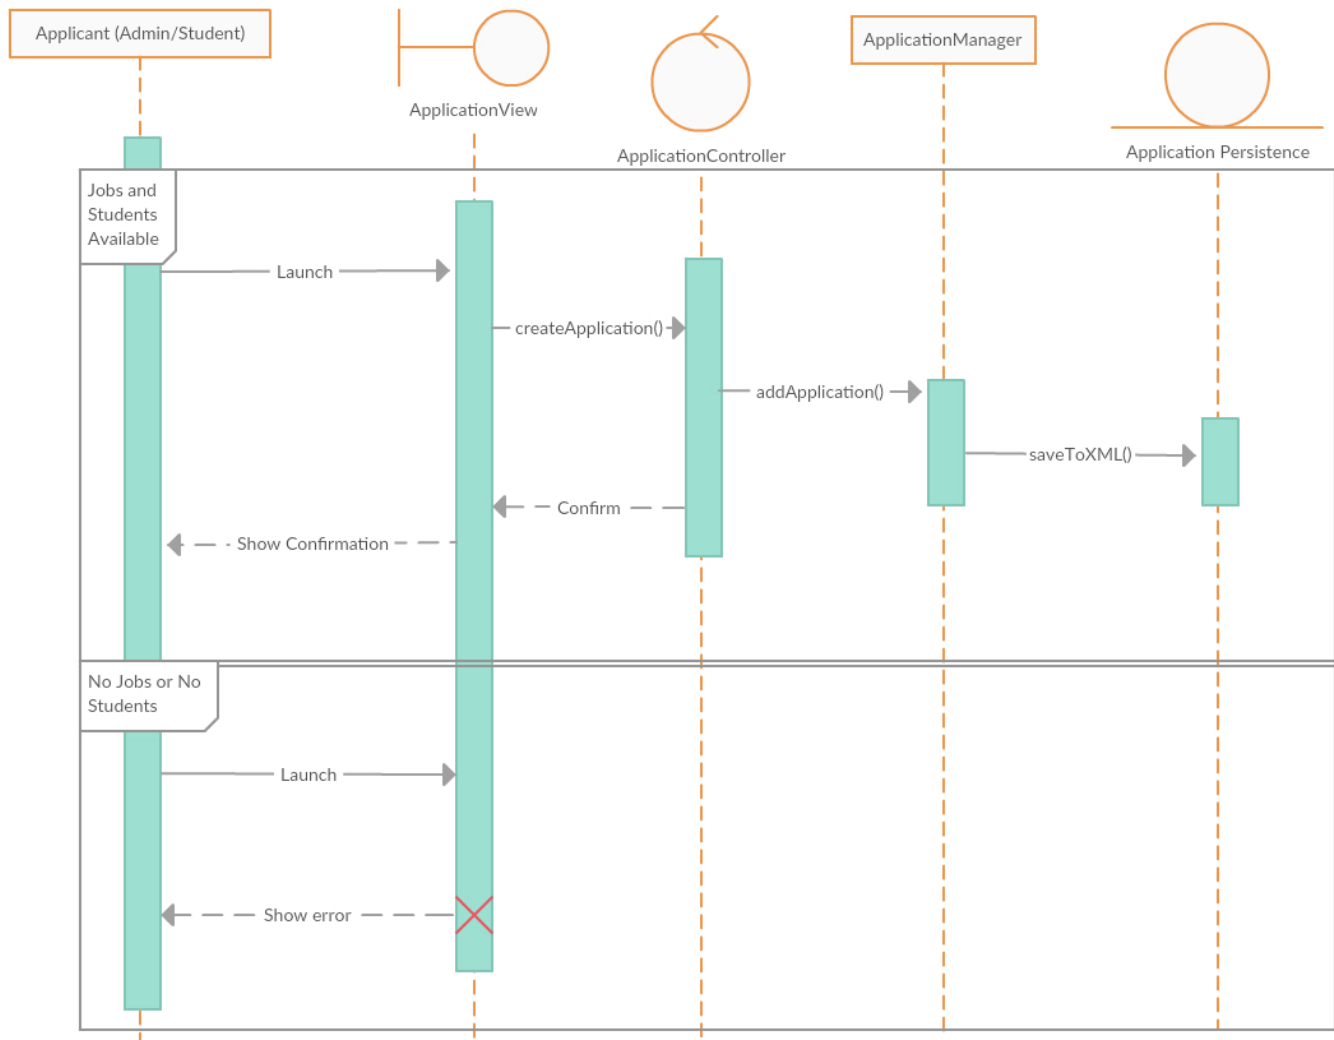 Applicant (Admin/Student)
ApplicationView
ApplicationController
ApplicationManager
Application Persistence
Jobs and
Students
Available
Launch
createApplication()
addApplication()
saveToXML()
Confirm
Show Confirmation
No Jobs or No
Students
Launch
Show error